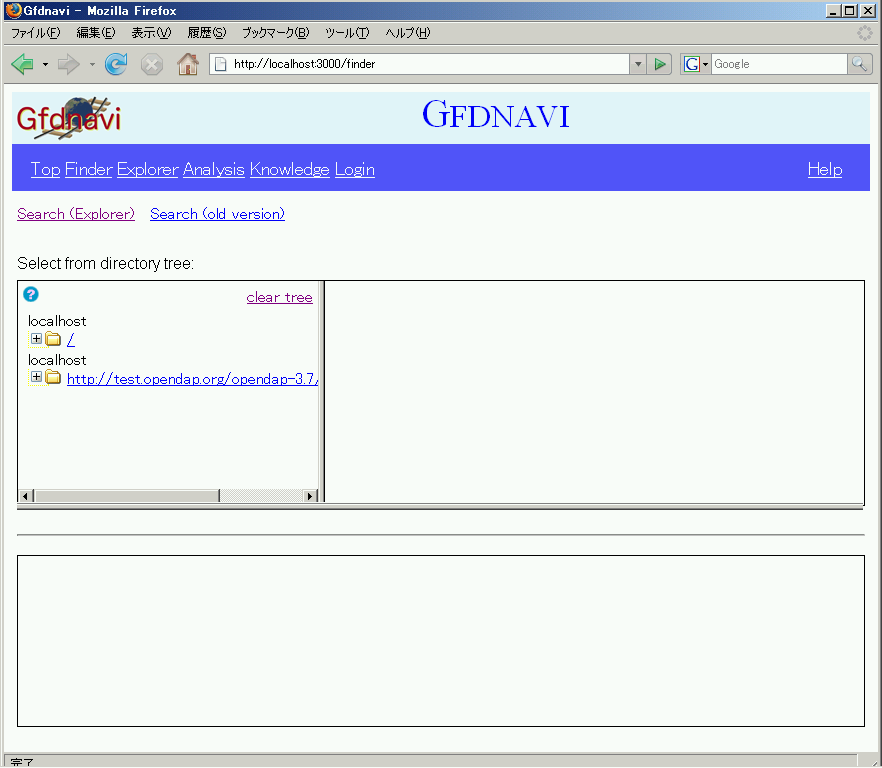 Gfdnavi - Mozilla Firefox
ファイル(F) 編集(E) 表示(V) 履歴(S) ブックマーク(B) ツール(T) ヘルプ(H)
http://localhost:3000/finder G Google
Gfdnavi GFDNAVI
Top Finder Explorer Analysis Knowledge Login Help
Search (Explorer) Search (old version)
Select from directory tree:
? clear tree
localhost
/
localhost
http://test.opendap.org/opendap-3.7/
完了